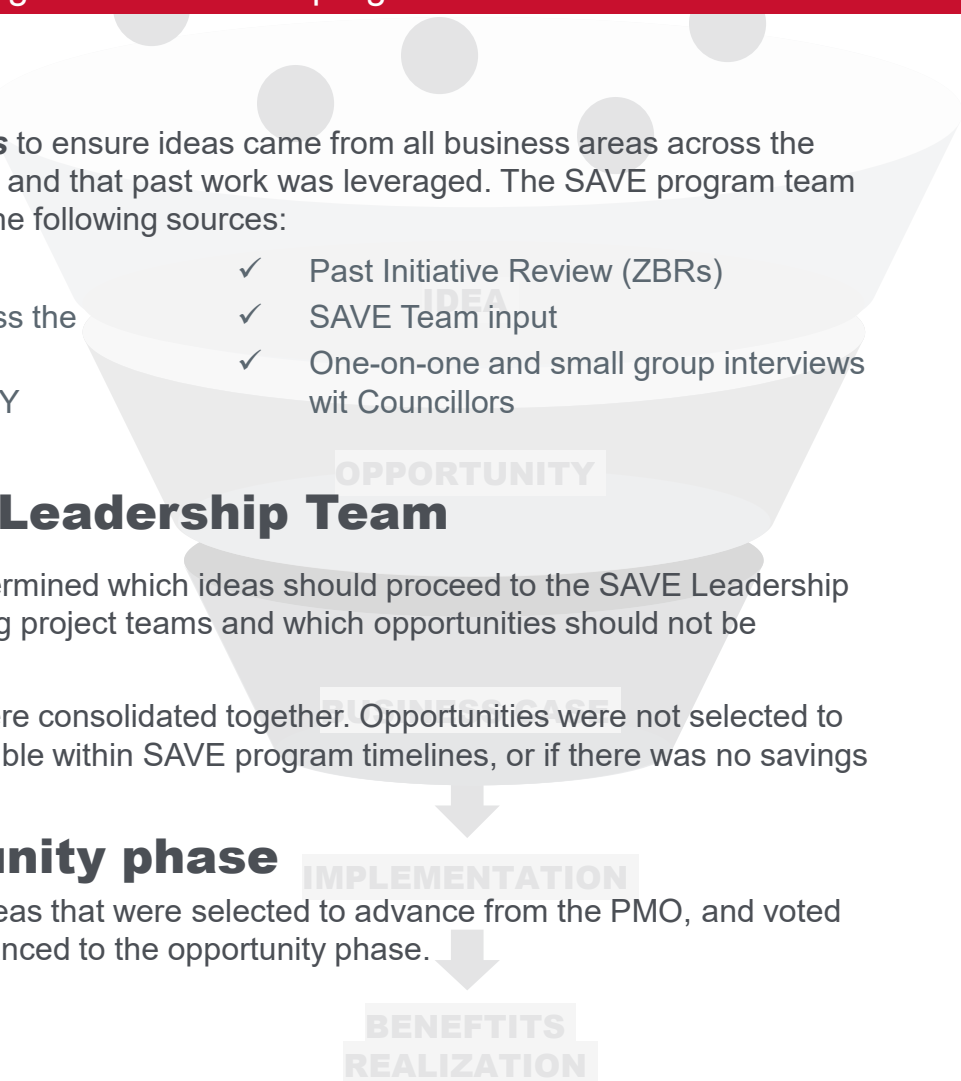 s to ensure ideas came from all business areas across the
and that past work was leveraged. The SAVE program team
he following sources:
✓ Past Initiative Review (ZBRs)
IDEA
ss the
✓ SAVE Team input
✓ One-on-one and small group interviews
wit Councillors
Y
OPPORTUNITY
Leadership Team
ermined which ideas should proceed to the SAVE Leadership
g project teams and which opportunities should not be
BUSINESS CASE
ere consolidated together. Opportunities were not selected to
ble within SAVE program timelines, or if there was no savings
unity phase
IMPLEMENTATION
eas that were selected to advance from the PMO, and voted
nced to the opportunity phase.
BENEFTITS
REALIZATION